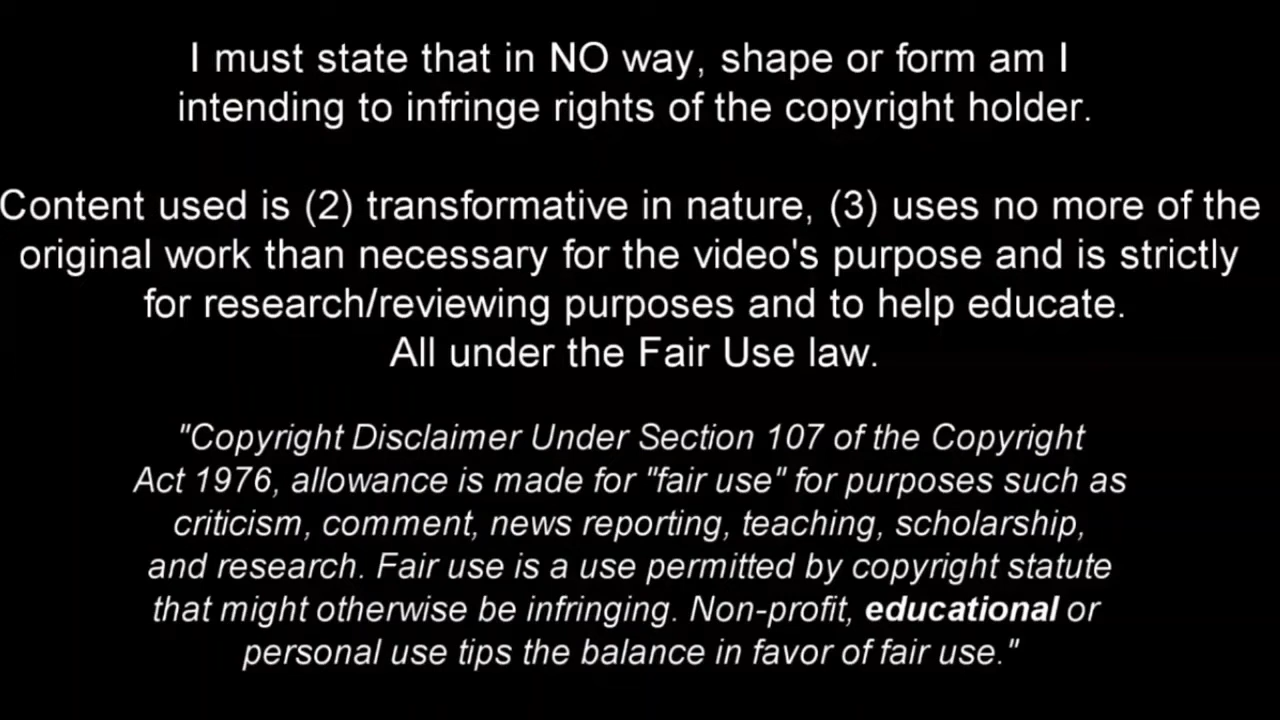 I must state that in NO way, shape or form am I
intending to infringe rights of the copyright holder.
Content used is (2) transformative in nature, (3) uses no more of the
original work than necessary for the video's purpose and is strictly
for research/reviewing purposes and to help educate.
All under the Fair Use law.
"Copyright Disclaimer Under Section 107 of the Copyright
Act 1976, allowance is made for "fair use" for purposes such as
criticism, comment, news reporting, teaching, scholarship,
and research. Fair use is a use permitted by copyright statute
that might otherwise be infringing. Non-profit, educational or
personal use tips the balance in favor of fair use."